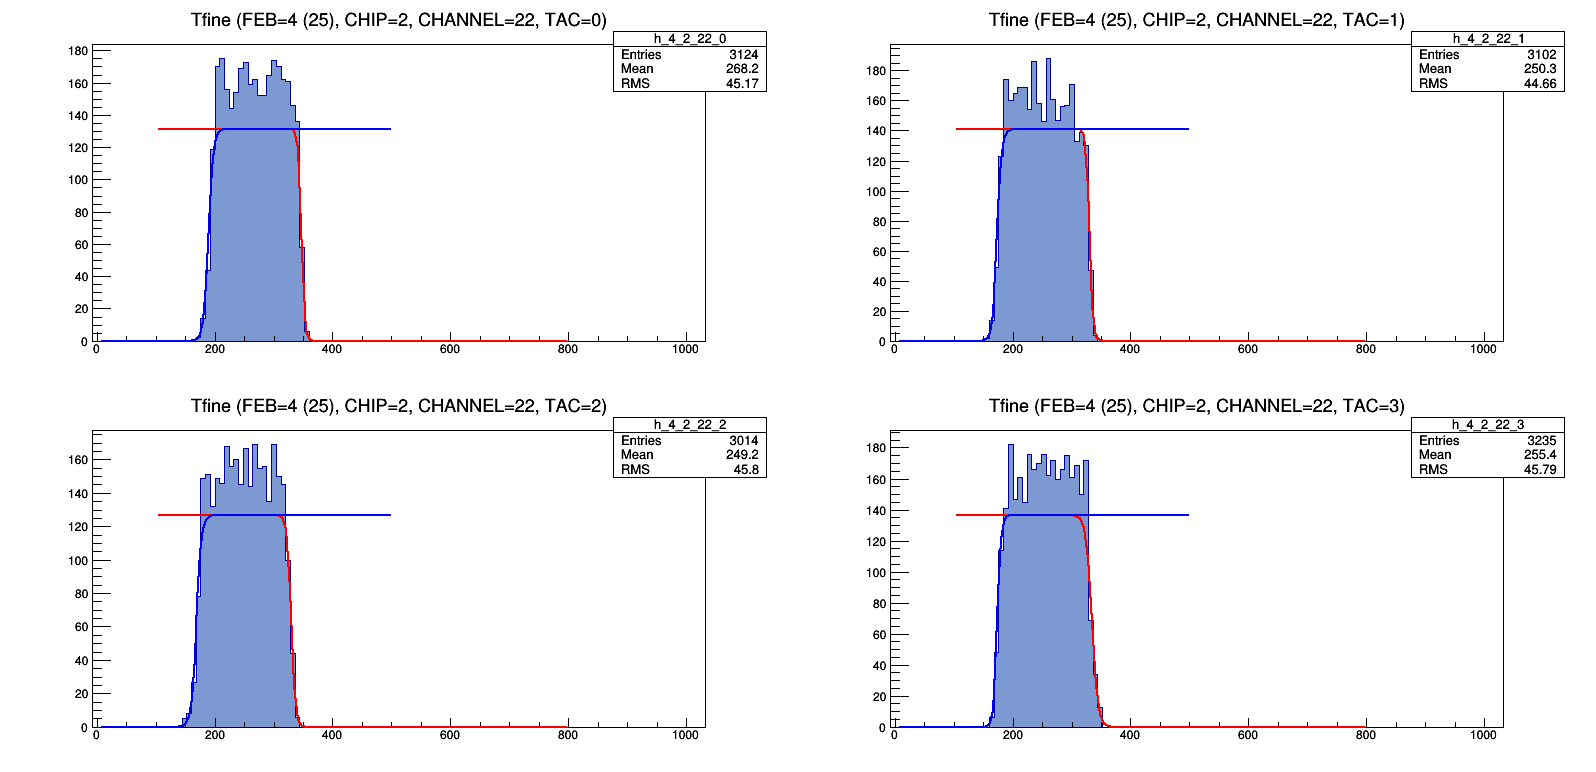 Tfine (FEB=4 (25), CHIP=2, CHANNEL=22, TAC=0)
h_4_2_22_0
Entries 3124
Mean 268.2
RMS 45.17
180
160
140
120
100
80
60
40
20
0
0 200 400 600 800 1000
Tfine (FEB=4 (25), CHIP=2, CHANNEL=22, TAC=1)
h_4_2_22_1
Entries 3102
Mean 250.3
RMS 44.66
180
160
140
120
100
80
60
40
20
0
0 200 400 600 800 1000
Tfine (FEB=4 (25), CHIP=2, CHANNEL=22, TAC=2)
h_4_2_22_2
Entries 3014
Mean 249.2
RMS 45.8
160
140
120
100
80
60
40
20
0
0 200 400 600 800 1000
Tfine (FEB=4 (25), CHIP=2, CHANNEL=22, TAC=3)
h_4_2_22_3
Entries 3235
Mean 255.4
RMS 45.79
180
160
140
120
100
80
60
40
20
0
0 200 400 600 800 1000